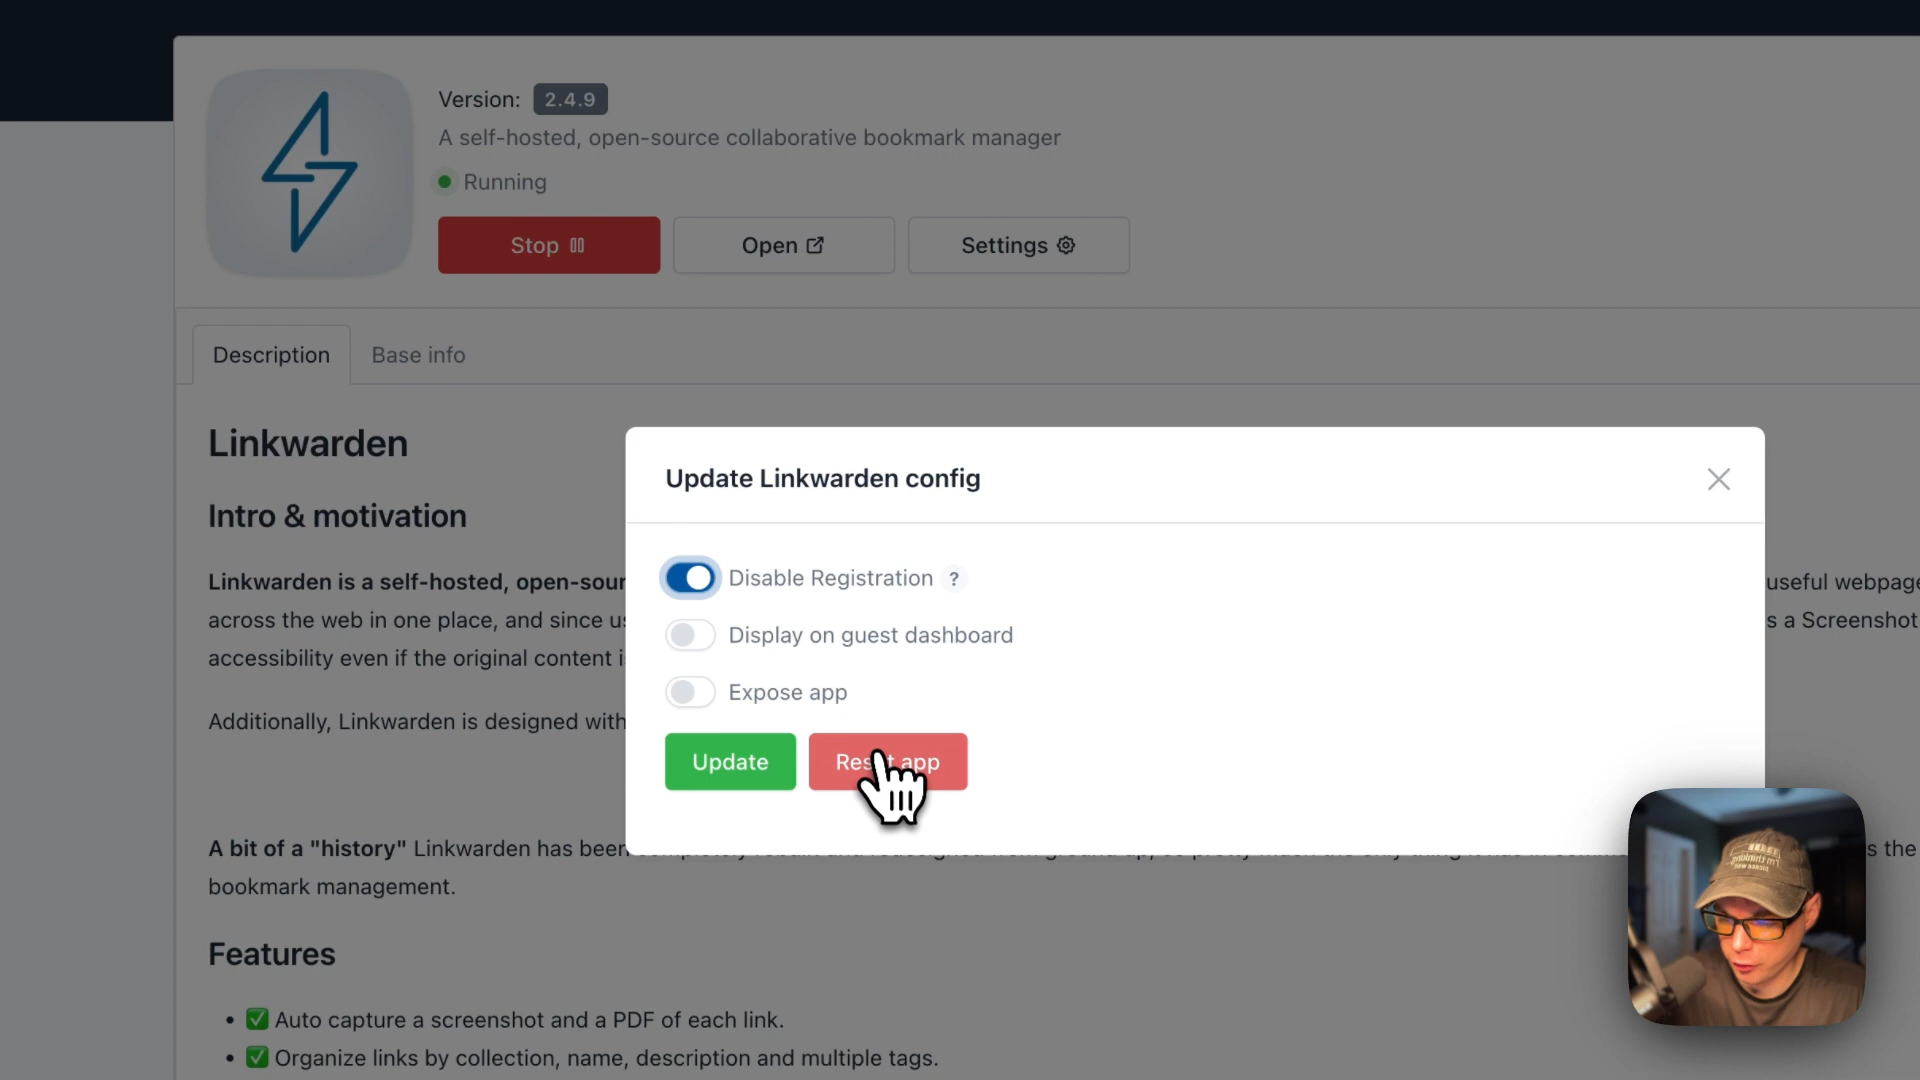 Version: 2.4.9
A self-hosted, open-source collaborative bookmark manager
Running
Stop
Open
Settings
Description
Base info
Linkwarden
Intro & motivation
Linkwarden is a self-hosted, open-sour useful webpage
across the web in one place, and since u s a Screenshot
accessibility even if the original content i
Additionally, Linkwarden is designed with
Update Linkwarden config
Disable Registration ?
Display on guest dashboard
Expose app
Update
Reset app
A bit of a "history" Linkwarden has been s the
bookmark management.
Features
• ✅ Auto capture a screenshot and a PDF of each link.
• ✅ Organize links by collection, name, description and multiple tags.